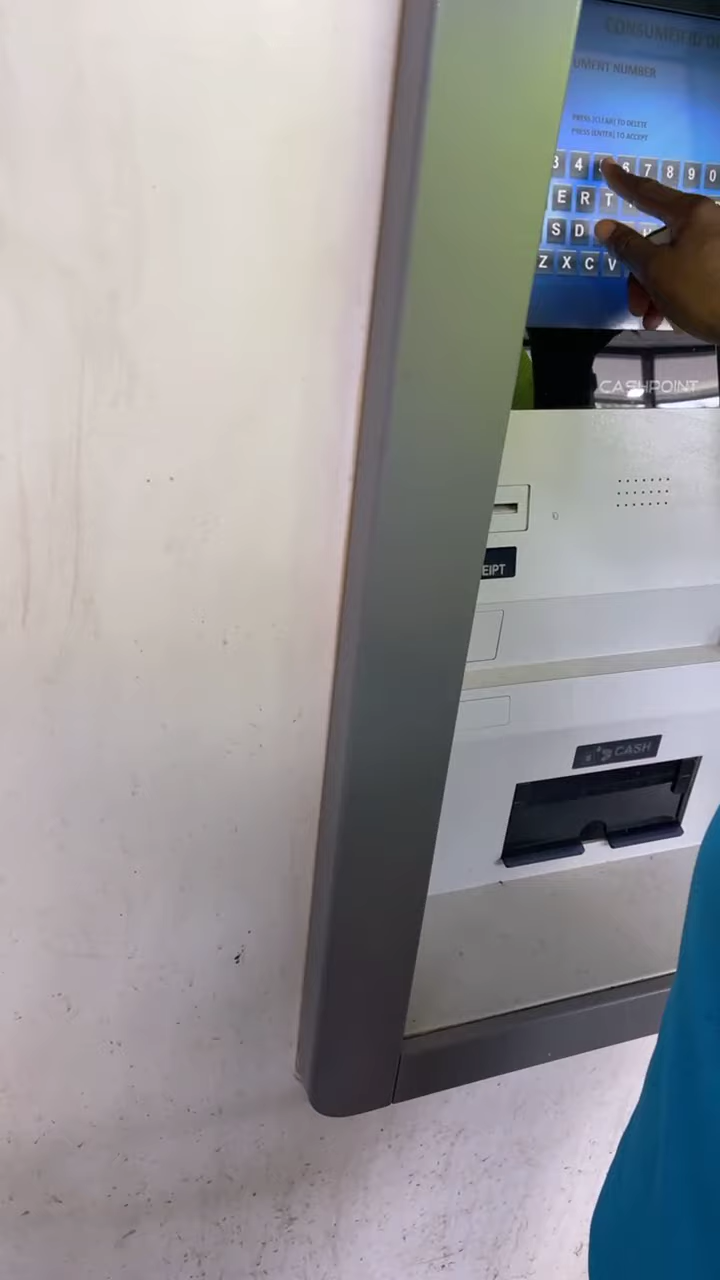 UMENT NUMBER
PRESS [CLEAR] TO DELETE
PRESS [ENTER] TO ACCEPT
3 4 5 6 7 8 9 0
E R T
S D
Z X C V
CASHPOINT
EIPT
CASH